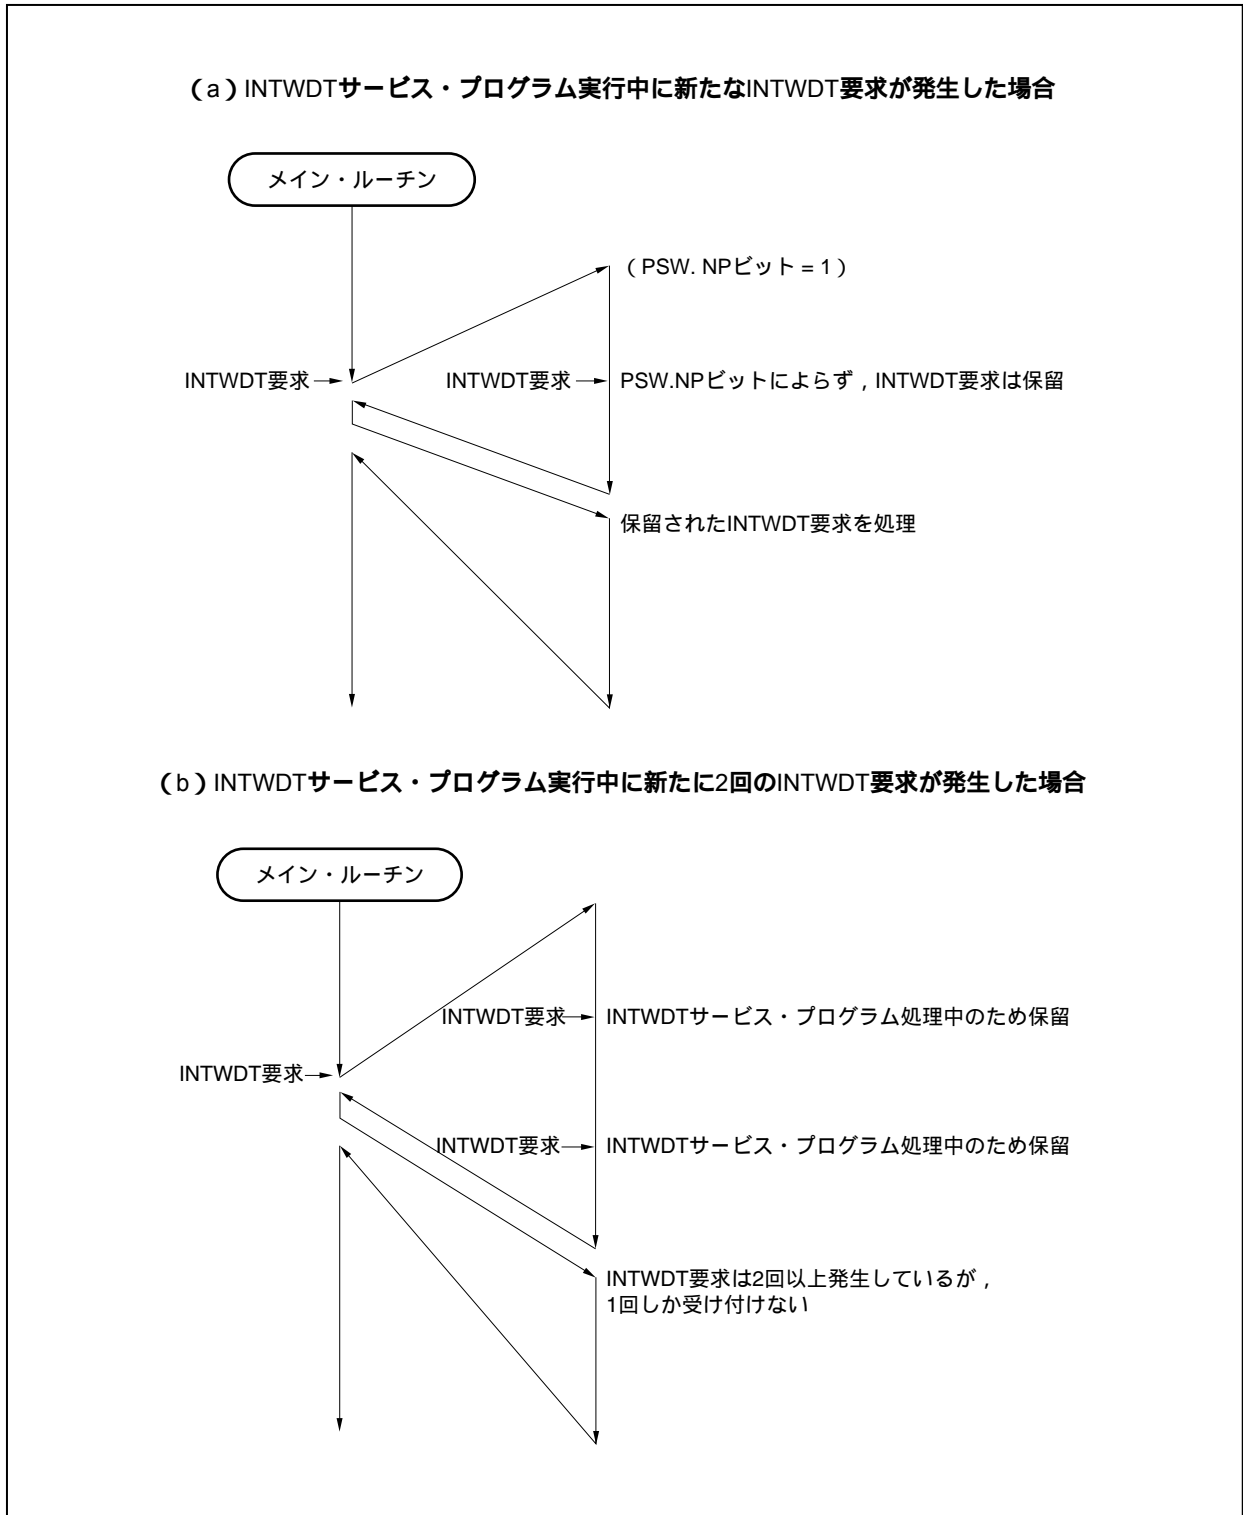 （a）INTWDTサービス・プログラム実行中に新たなINTWDT要求が発生した場合
メイン・ルーチン
（PSW. NPビット = 1）
INTWDT要求
INTWDT要求
PSW.NPビットによらず，INTWDT要求は保留
保留されたINTWDT要求を処理
（b）INTWDTサービス・プログラム実行中に新たに2回のINTWDT要求が発生した場合
メイン・ルーチン
INTWDT要求
INTWDTサービス・プログラム処理中のため保留
INTWDT要求
INTWDT要求
INTWDTサービス・プログラム処理中のため保留
INTWDT要求は2回以上発生しているが，
1回しか受け付けない